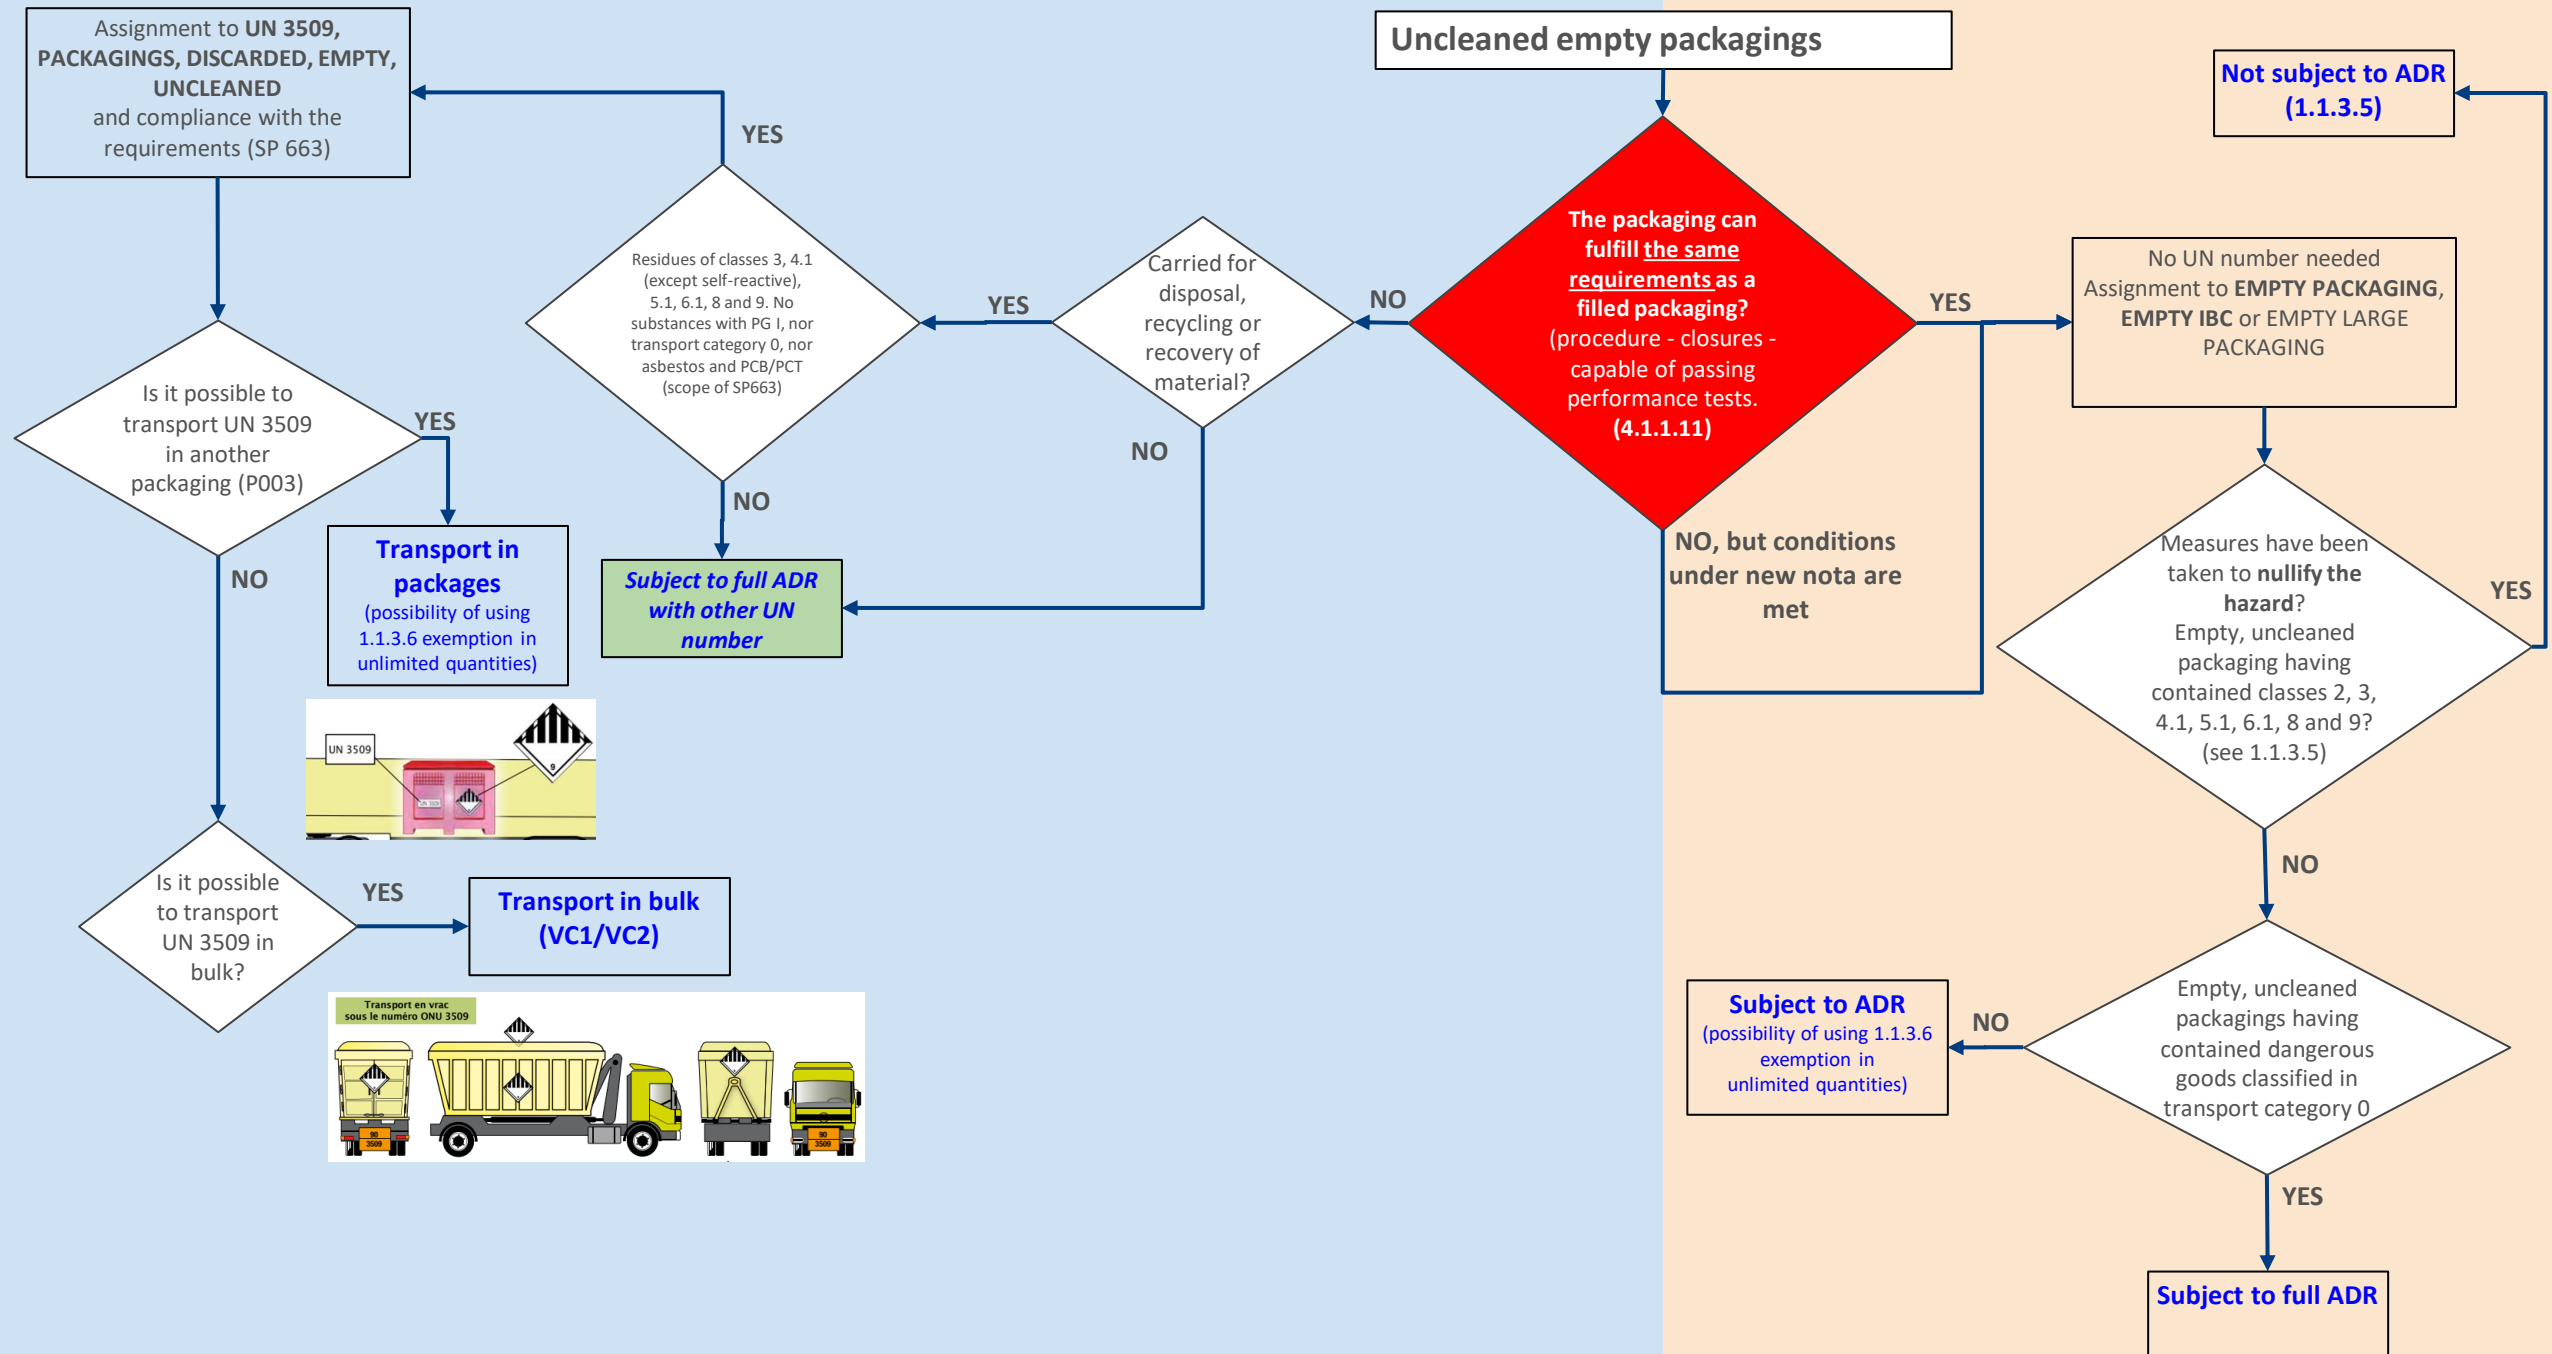 Assignment to UN 3509,
PACKAGINGS, DISCARDED, EMPTY,
UNCLEANED
and compliance with the
requirements (SP 663)
Uncleaned empty packagings
Not subject to ADR
(1.1.3.5)
YES
Residues of classes 3, 4.1
(except self-reactive),
5.1, 6.1, 8 and 9. No
substances with PG I, nor
transport category 0, nor
asbestos and PCB/PCT
(scope of SP663)
YES
Carried for
disposal,
recycling or
recovery of
material?
NO
The packaging can
fulfill the same
requirements as a
filled packaging?
(procedure - closures -
capable of passing
performance tests.
(4.1.1.11)
YES
No UN number needed
Assignment to EMPTY PACKAGING,
EMPTY IBC or EMPTY LARGE
PACKAGING
Is it possible to
transport UN 3509
in another
packaging (P003)
YES
NO
NO
NO
Transport in
packages
(possibility of using
1.1.3.6 exemption in
unlimited quantities)
Subject to full ADR
with other UN
number
NO, but conditions
under new nota are
met
Measures have been
taken to nullify the
hazard?
Empty, uncleaned
packaging having
contained classes 2, 3,
4.1, 5.1, 6.1, 8 and 9?
(see 1.1.3.5)
YES
UN 3509
9
UN 3509
NO
Is it possible
to transport
UN 3509 in
bulk?
YES
Transport in bulk
(VC1/VC2)
Transport en vrac
sous le numéro ONU 3509
90
3509
90
3509
Empty, uncleaned
packagings having
contained dangerous
goods classified in
transport category 0
NO
Subject to ADR
(possibility of using 1.1.3.6
exemption in
unlimited quantities)
YES
Subject to full ADR